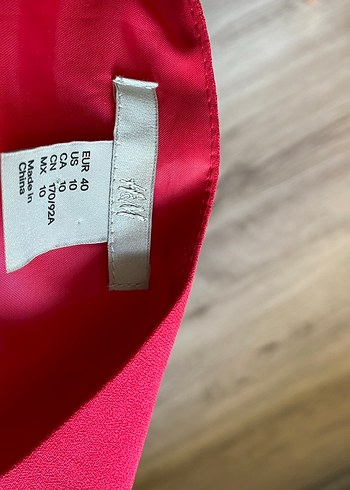 H&M
EUR 40
US 10
CA 10
CN 170/92A
MX 10
Made in
China